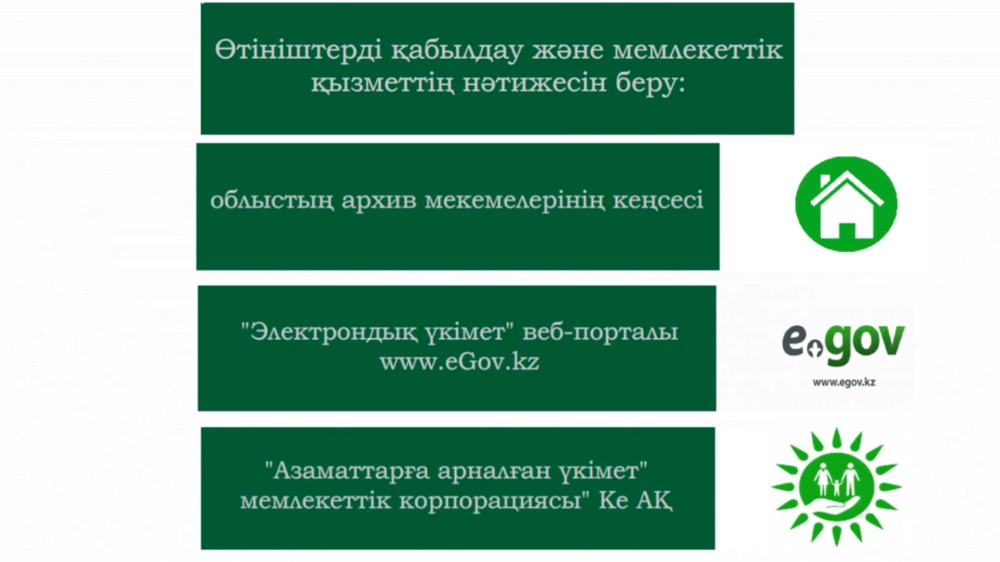 Өтініштерді қабылдау және мемлекеттік
қызметтің нәтижесін беру:
облыстың архив мекемелерінің кеңсесі
"Электрондық үкімет" веб-порталы
www.eGov.kz
e.gov
www.egov.kz
"Азаматтарға арналған үкімет"
мемлекеттік корпорациясы" Ке АҚ